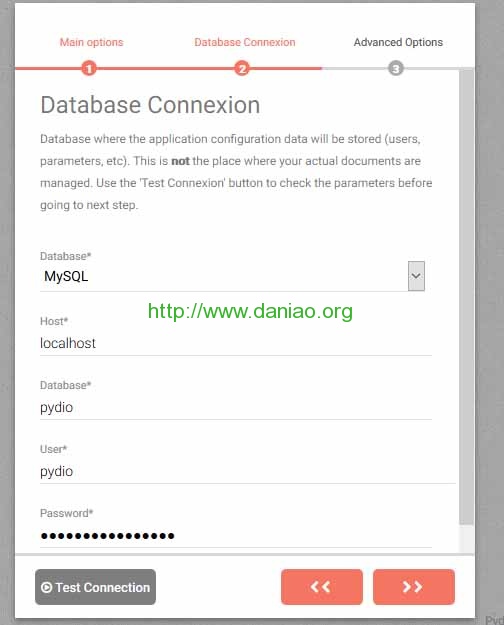 Main options
Database Connexion
Advanced Options
1
2
3
Database Connexion
Database where the application configuration data will be stored (users,
parameters, etc). This is not the place where your actual documents are
managed. Use the 'Test Connexion' button to check the parameters before
going to next step.
Database*
MySQL
http://www.daniao.org
Host*
localhost
Database*
pydio
User*
pydio
Password*
••••••••••••••••
Test Connection
<<
>>